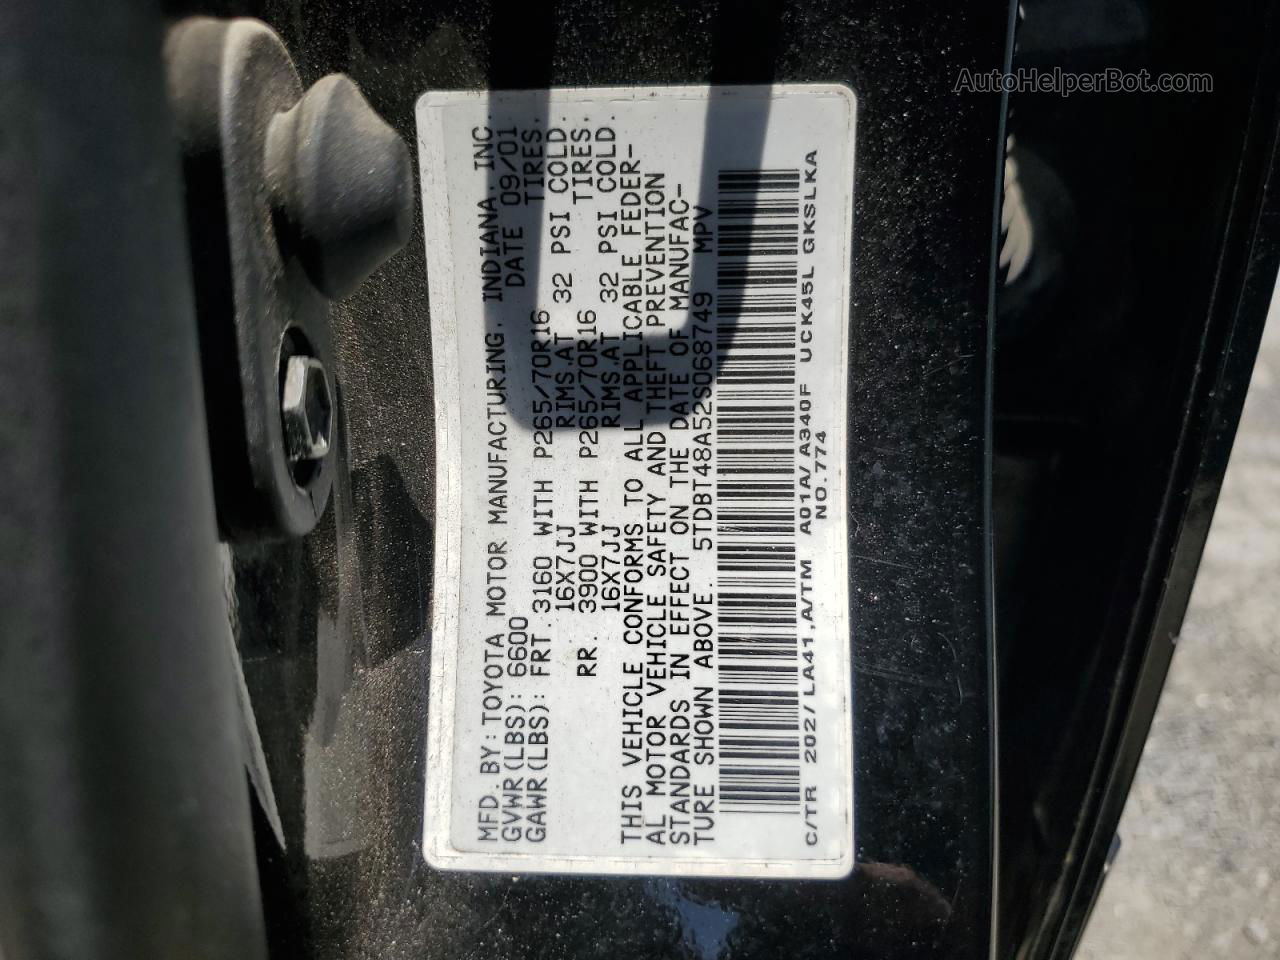 AutoHelperBot.com
MFD. BY: TOYOTA MOTOR MANUFACTURING, INDIANA, INC.
GVWR(LBS): 6600 DATE 09/01
GAWR(LBS): FRT. 3160 WITH P265/70R16 TIRES,
16X7JJ RIMS,AT 32 PSI COLD.
RR. 3900 WITH P265/70R16 TIRES,
16X7JJ RIMS,AT 32 PSI COLD.
THIS VEHICLE CONFORMS TO ALL APPLICABLE FEDER-
AL MOTOR VEHICLE SAFETY AND THEFT PREVENTION
STANDARDS IN EFFECT ON THE DATE OF MANUFAC-
TURE SHOWN ABOVE. 5TDBT48A52S068749 MPV
C/TR 202/LA41,A/TM A01A/A340F UCK45L GKSLKA
NO.774